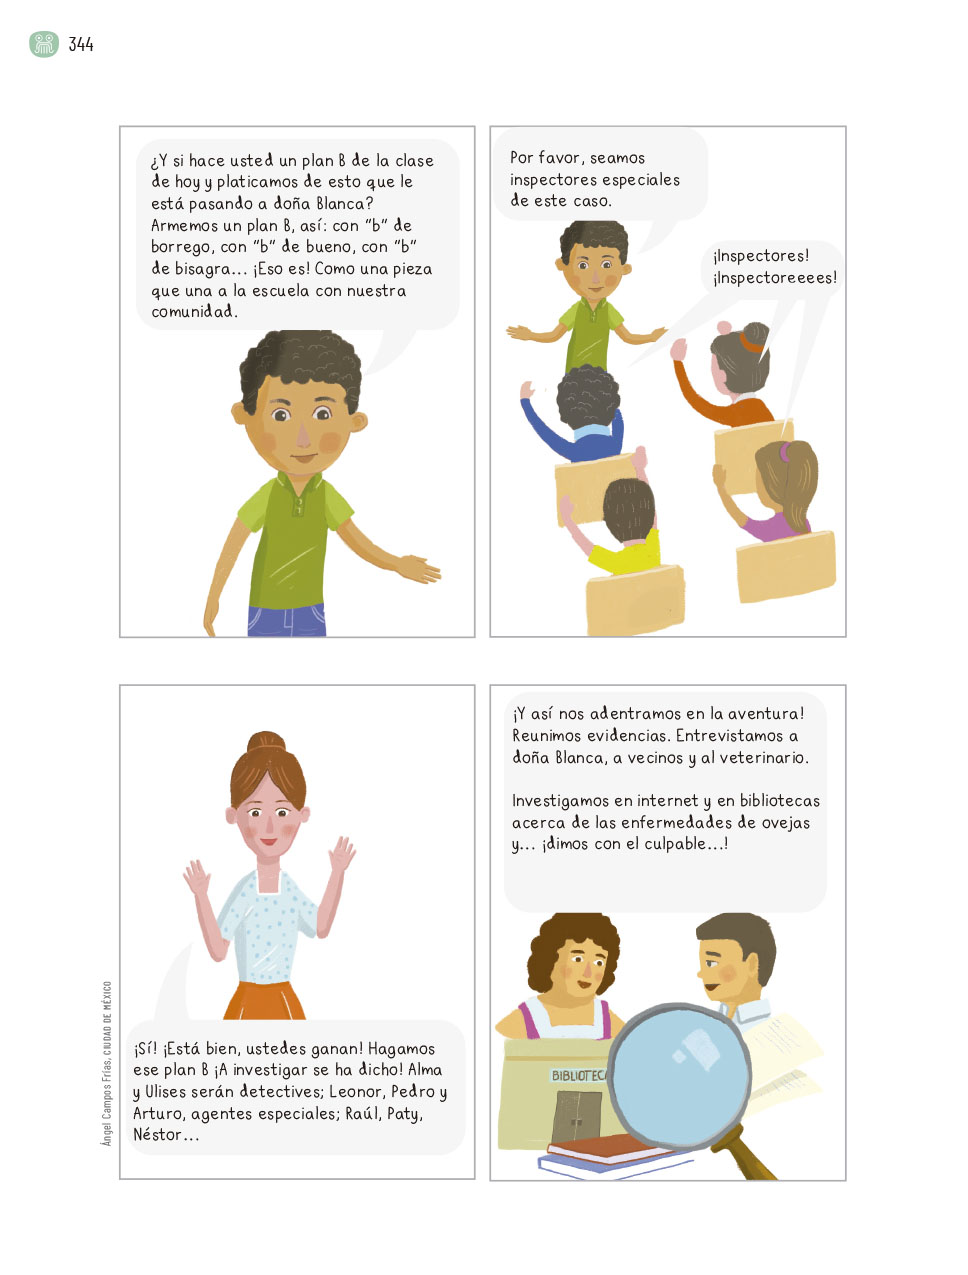 344
¿Y si hace usted un plan B de la clase
de hoy y platicamos de esto que le
está pasando a doña Blanca?
Armemos un plan B, así: con “b” de
borrego, con “b” de bueno, con “b”
de bisagra... ¡Eso es! Como una pieza
que una a la escuela con nuestra
comunidad.
Por favor, seamos
inspectores especiales
de este caso.
¡Inspectores!
¡Inspectoreeees!
¡Sí! ¡Está bien, ustedes ganan! Hagamos
ese plan B ¡A investigar se ha dicho! Alma
y Ulises serán detectives; Leonor, Pedro y
Arturo, agentes especiales; Raúl, Paty,
Néstor...
¡Y así nos adentramos en la aventura!
Reunimos evidencias. Entrevistamos a
doña Blanca, a vecinos y al veterinario.
Investigamos en internet y en bibliotecas
acerca de las enfermedades de ovejas
y... ¡dimos con el culpable...!
BIBLIOTEC
Ángel Campos Frías, CIUDAD DE MÉXICO